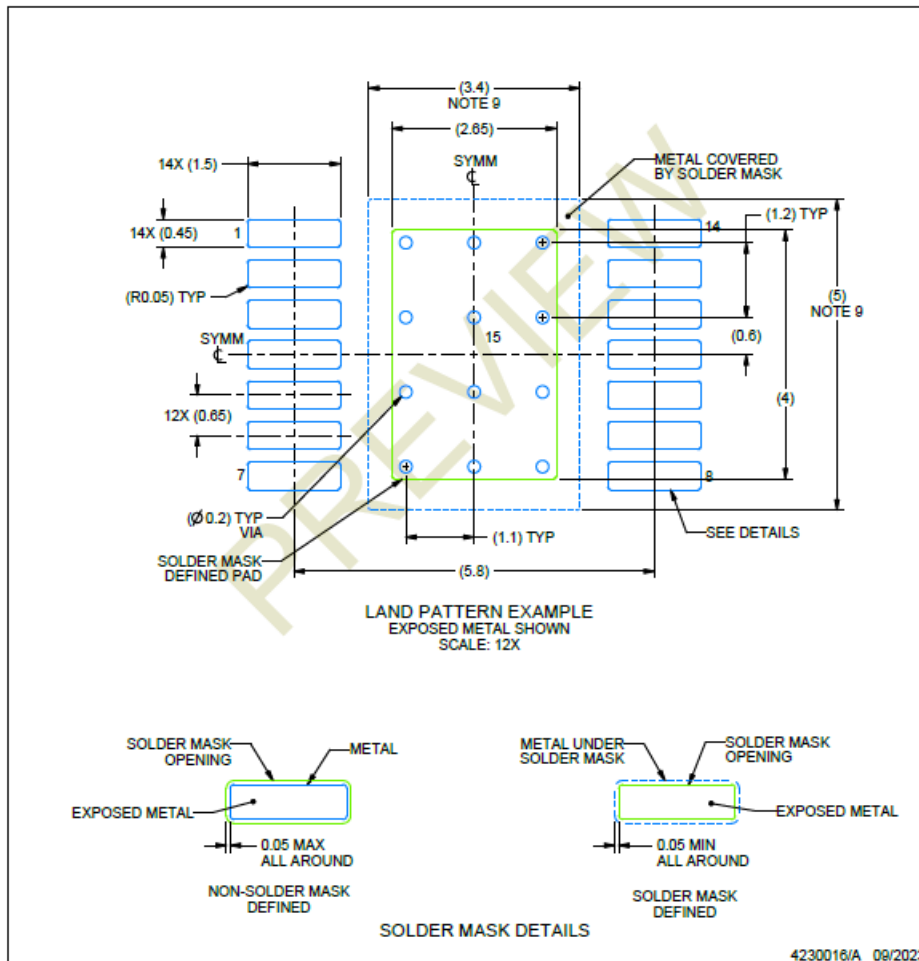 (3.4)
NOTE 9
(2.65)
SYMM
℄
14X (1.5)
METAL COVERED
BY SOLDER MASK
(1.2) TYP
14X (0.45)
1
14
(R0.05) TYP
(5)
NOTE 9
15
SYMM
℄
(0.6)
(4)
12X (0.65)
7
8
(Ø 0.2) TYP
VIA
SEE DETAILS
(1.1) TYP
SOLDER MASK
DEFINED PAD
(5.8)
PREVIEW
LAND PATTERN EXAMPLE
EXPOSED METAL SHOWN
SCALE: 12X
SOLDER MASK
OPENING
METAL
EXPOSED METAL
0.05 MAX
ALL AROUND
NON-SOLDER MASK
DEFINED
METAL UNDER
SOLDER MASK
SOLDER MASK
OPENING
EXPOSED METAL
0.05 MIN
ALL AROUND
SOLDER MASK
DEFINED
SOLDER MASK DETAILS
4230016/A